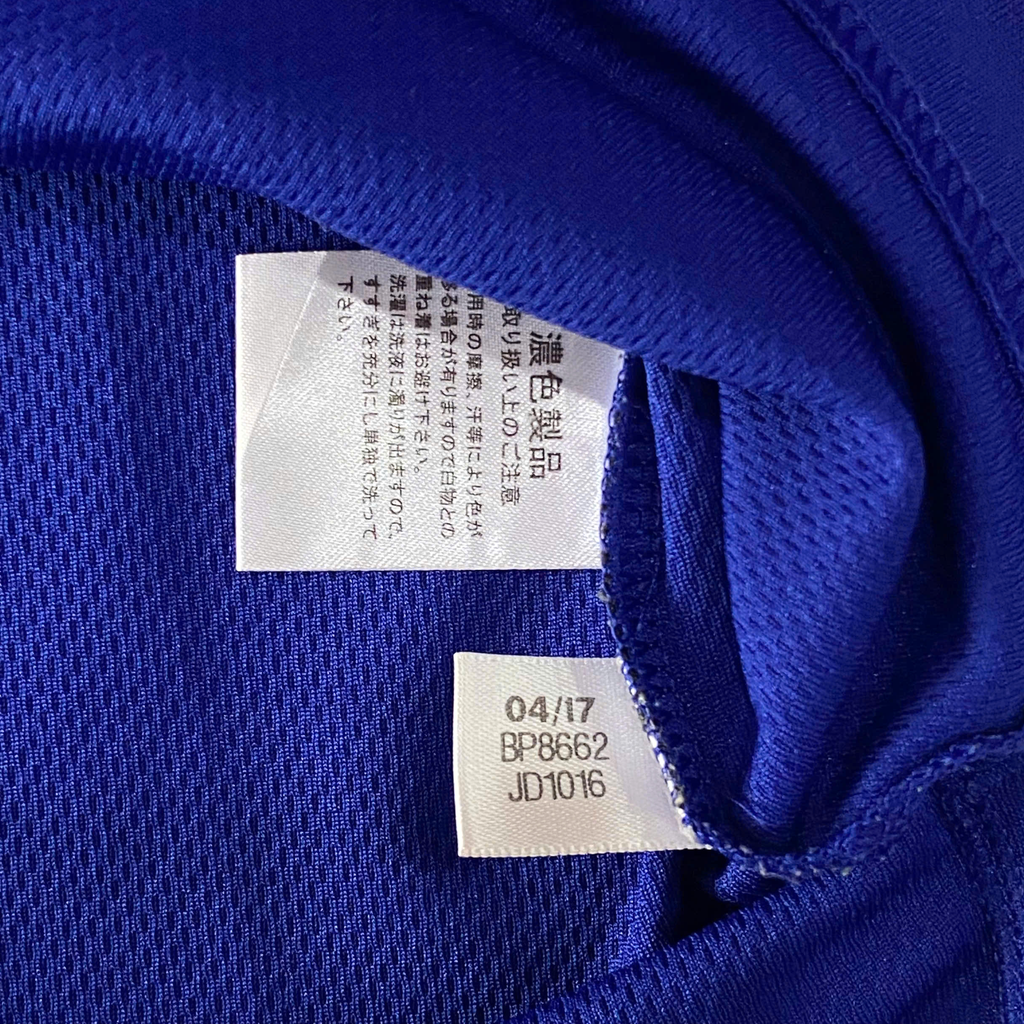 濃色製品
取り扱い上のご注意
用時の摩擦、汗等により色が
る場合が有りますので白物との
重ね着はお避け下さい。
洗濯は洗液に濁りが出ますので、
すすぎを充分にし単独で洗って
下さい。
04/17
BP8662
JD1016